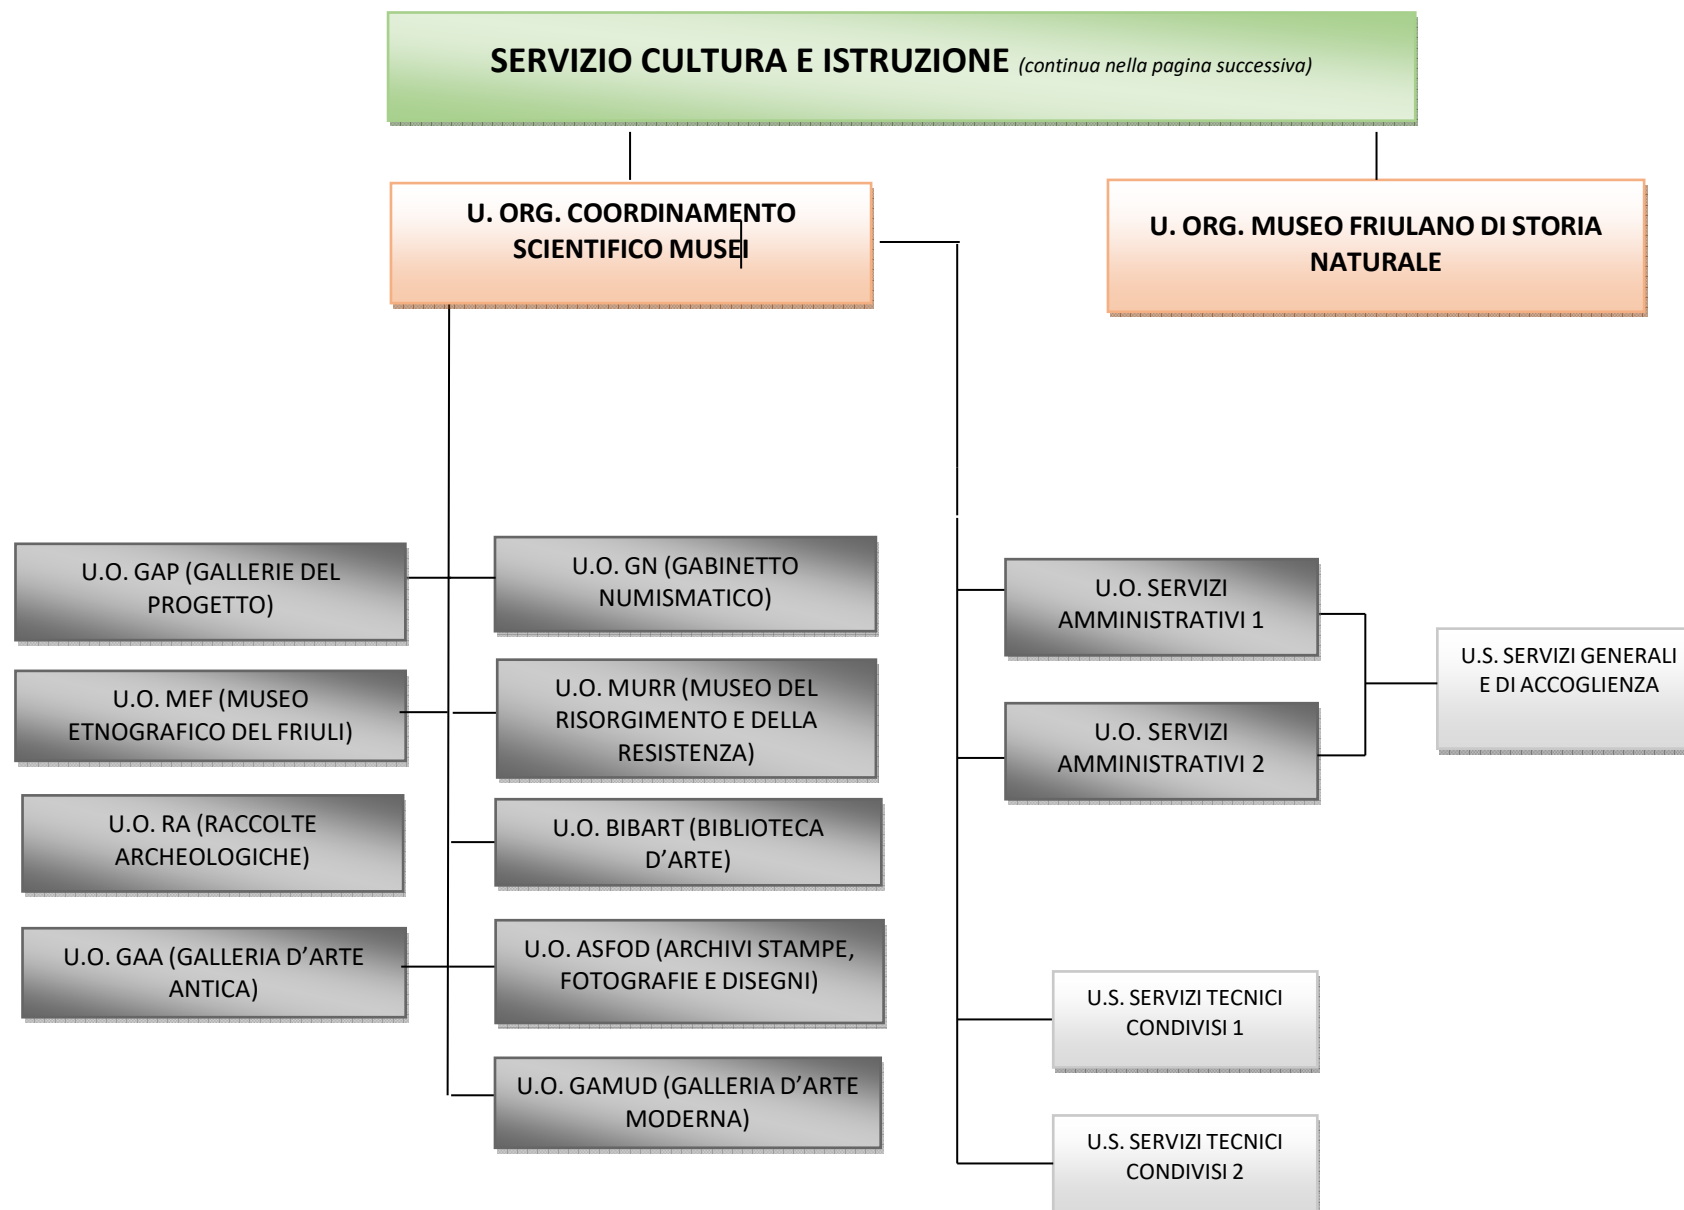 SERVIZIO CULTURA E ISTRUZIONE (continua nella pagina successiva)
U. ORG. COORDINAMENTO
SCIENTIFICO MUSEI
U. ORG. MUSEO FRIULANO DI STORIA
NATURALE
U.O. GAP (GALLERIE DEL
PROGETTO)
U.O. MEF (MUSEO
ETNOGRAFICO DEL FRIULI)
U.O. RA (RACCOLTE
ARCHEOLOGICHE)
U.O. GAA (GALLERIA D’ARTE
ANTICA)
U.O. GN (GABINETTO
NUMISMATICO)
U.O. MURR (MUSEO DEL
RISORGIMENTO E DELLA
RESISTENZA)
U.O. BIBART (BIBLIOTECA
D’ARTE)
U.O. ASFOD (ARCHIVI STAMPE,
FOTOGRAFIE E DISEGNI)
U.O. GAMUD (GALLERIA D’ARTE
MODERNA)
U.O. SERVIZI
AMMINISTRATIVI 1
U.O. SERVIZI
AMMINISTRATIVI 2
U.S. SERVIZI GENERALI
E DI ACCOGLIENZA
U.S. SERVIZI TECNICI
CONDIVISI 1
U.S. SERVIZI TECNICI
CONDIVISI 2